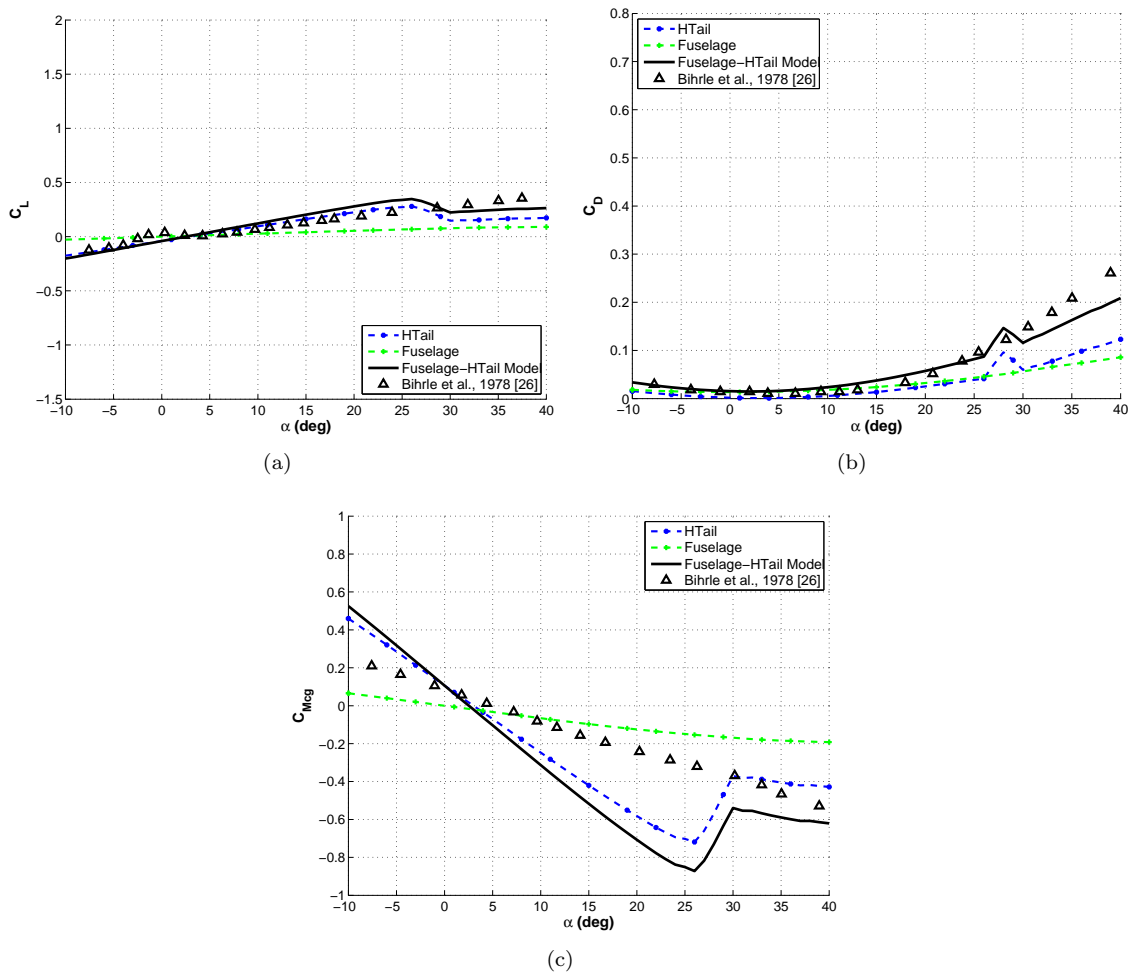 2
1.5
1
0.5
0
−0.5
−1
−1.5
C_L
−10 −5 0 5 10 15 20 25 30 35 40
α (deg)
HTail
Fuselage
Fuselage−HTail Model
Bihrle et al., 1978 [26]
(a)
0.8
0.7
0.6
0.5
0.4
0.3
0.2
0.1
0
C_D
−10 −5 0 5 10 15 20 25 30 35 40
α (deg)
HTail
Fuselage
Fuselage−HTail Model
Bihrle et al., 1978 [26]
(b)
1
0.8
0.6
0.4
0.2
0
−0.2
−0.4
−0.6
−0.8
−1
C_Mcg
−10 −5 0 5 10 15 20 25 30 35 40
α (deg)
HTail
Fuselage
Fuselage−HTail Model
Bihrle et al., 1978 [26]
(c)